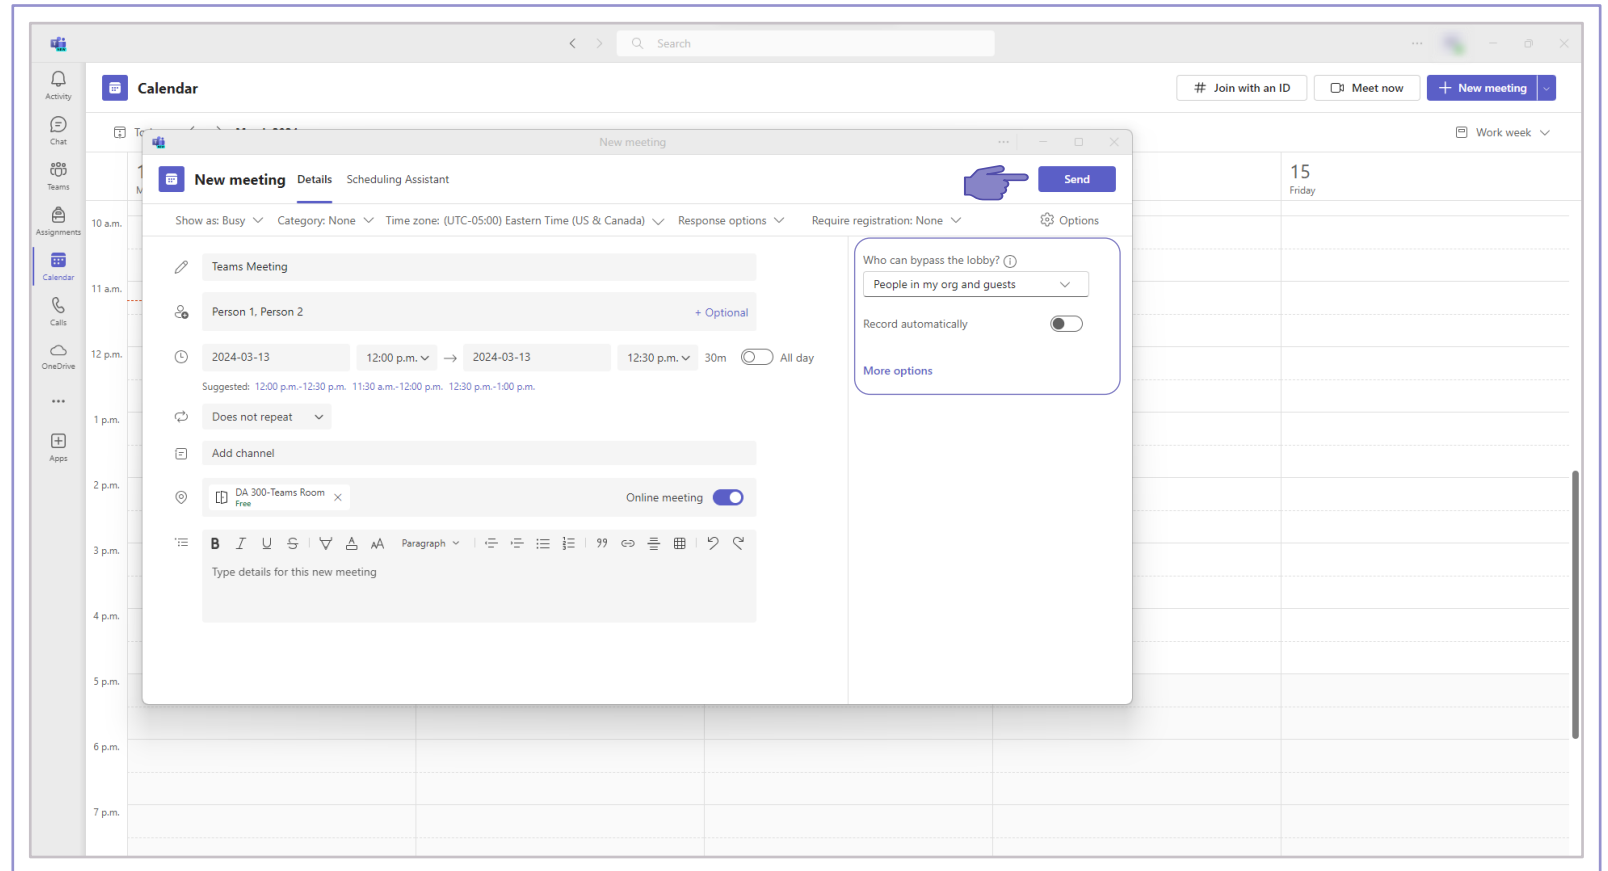 Search
Activity
Calendar
# Join with an ID
Meet now
+ New meeting
Chat
Work week
New meeting
Teams
New meeting
Details
Scheduling Assistant
Send
15
Friday
Assignments
10 a.m.
Show as: Busy
Category: None
Time zone: (UTC-05:00) Eastern Time (US & Canada)
Response options
Require registration: None
Options
Calendar
Teams Meeting
Who can bypass the lobby?
People in my org and guests
11 a.m.
Calls
Person 1, Person 2
+ Optional
Record automatically
OneDrive
12 p.m.
2024-03-13
12:00 p.m.
2024-03-13
12:30 p.m.
30m
All day
More options
Suggested: 12:00 p.m.-12:30 p.m. 11:30 a.m.-12:00 p.m. 12:30 p.m.-1:00 p.m.
1 p.m.
Does not repeat
Apps
Add channel
2 p.m.
DA 300-Teams Room
Free
Online meeting
3 p.m.
B I U S A AA Paragraph
Type details for this new meeting
4 p.m.
5 p.m.
6 p.m.
7 p.m.